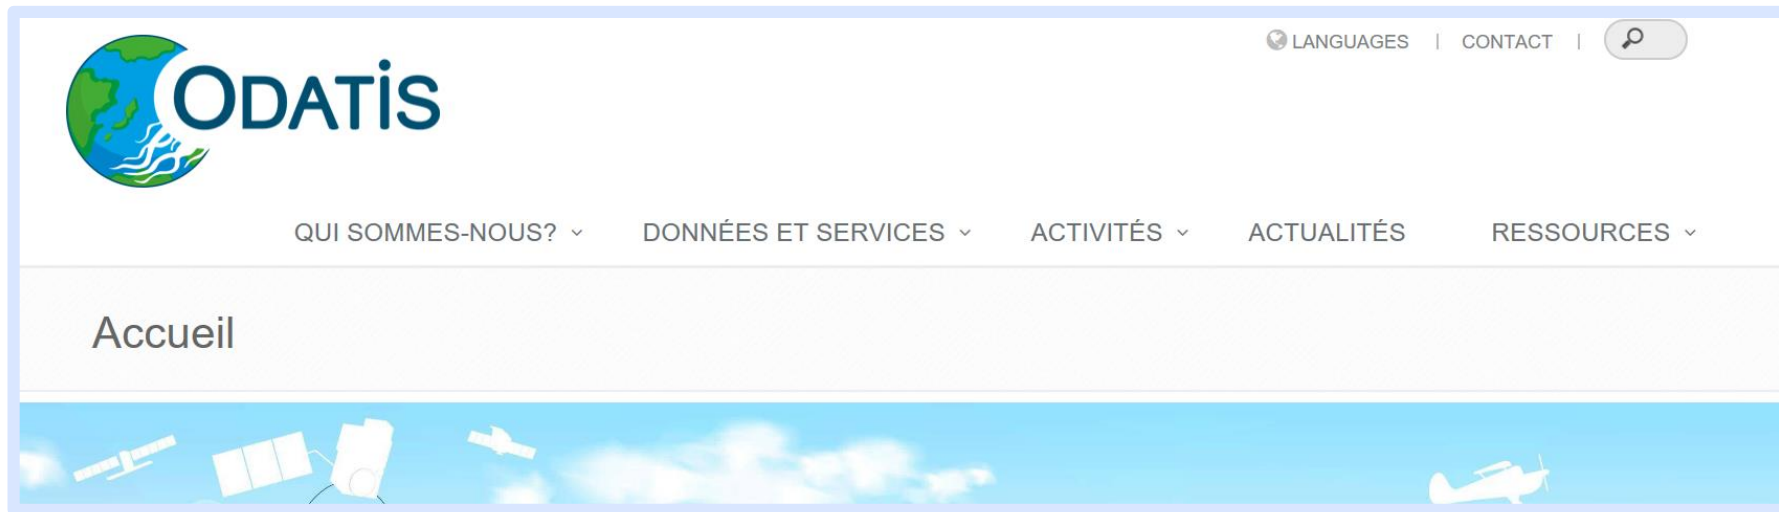 LANGUAGES | CONTACT |
ODATIS
QUI SOMMES-NOUS? DONNÉES ET SERVICES ACTIVITÉS ACTUALITÉS RESSOURCES
Accueil